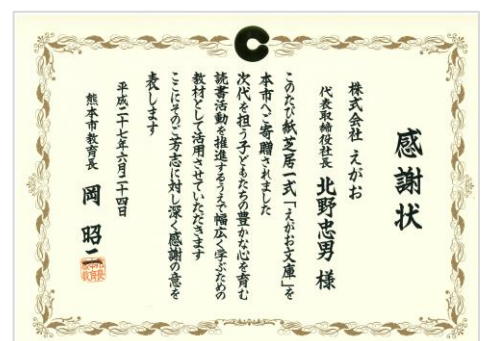 感謝状
株式会社 えがお
代表取締役社長 北野忠男 様
このたび紙芝居一式「えがお文庫」を
本市へご寄贈されました
次代を担う子どもたちの豊かな心を育む
読書活動を推進するうえで幅広く学ぶための
教材として活用させていただきます
ここにそのご芳志に対し深く感謝の意を
表します
平成二十七年六月二十四日
熊本市教育長 岡 昭二